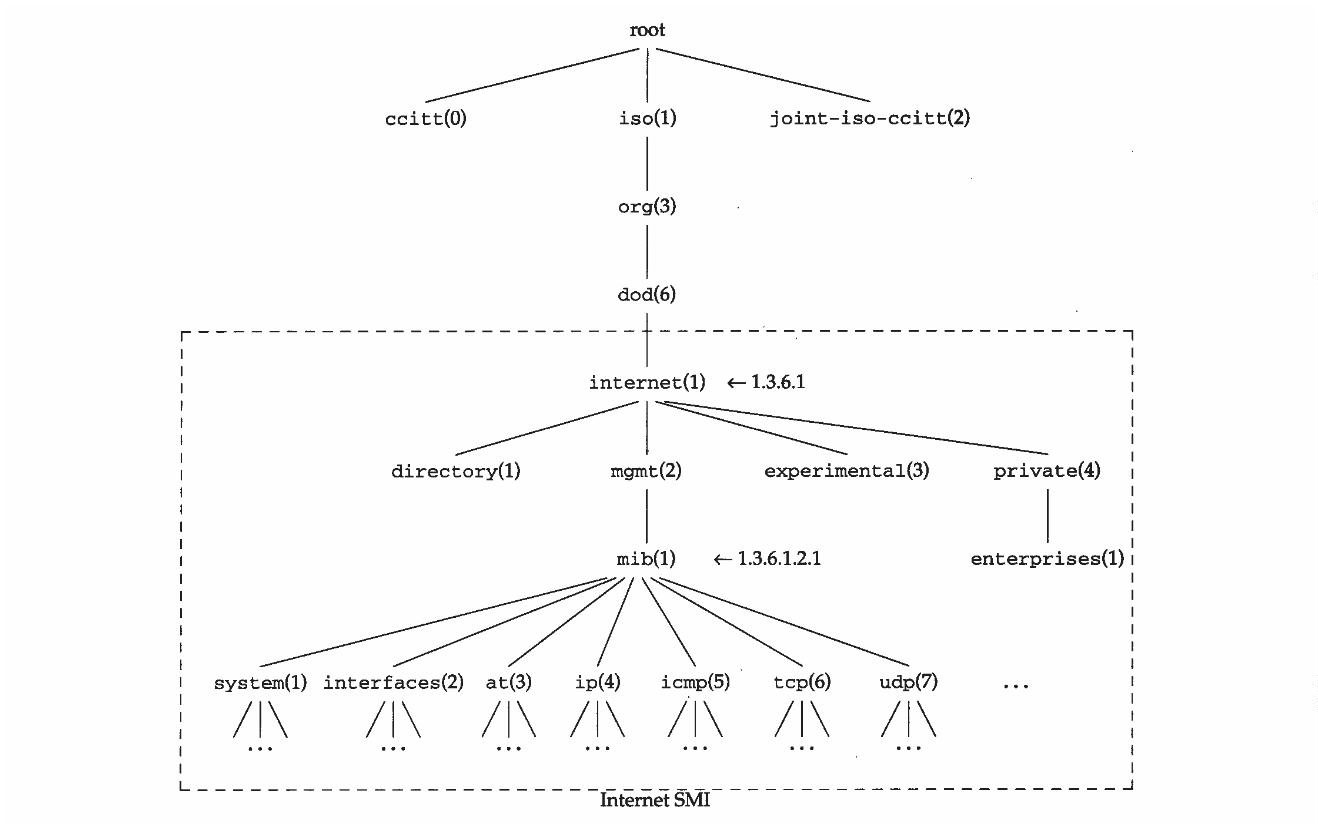 root
ccitt(0) iso(1) joint-iso-ccitt(2)
org(3)
dod(6)
internet(1) ← 1.3.6.1
directory(1) mgmt(2) experimental(3) private(4)
mib(1) ← 1.3.6.1.2.1 enterprises(1)
system(1) interfaces(2) at(3) ip(4) icmp(5) tcp(6) udp(7) ...
... ... ... ... ... ... ...
Internet SMI